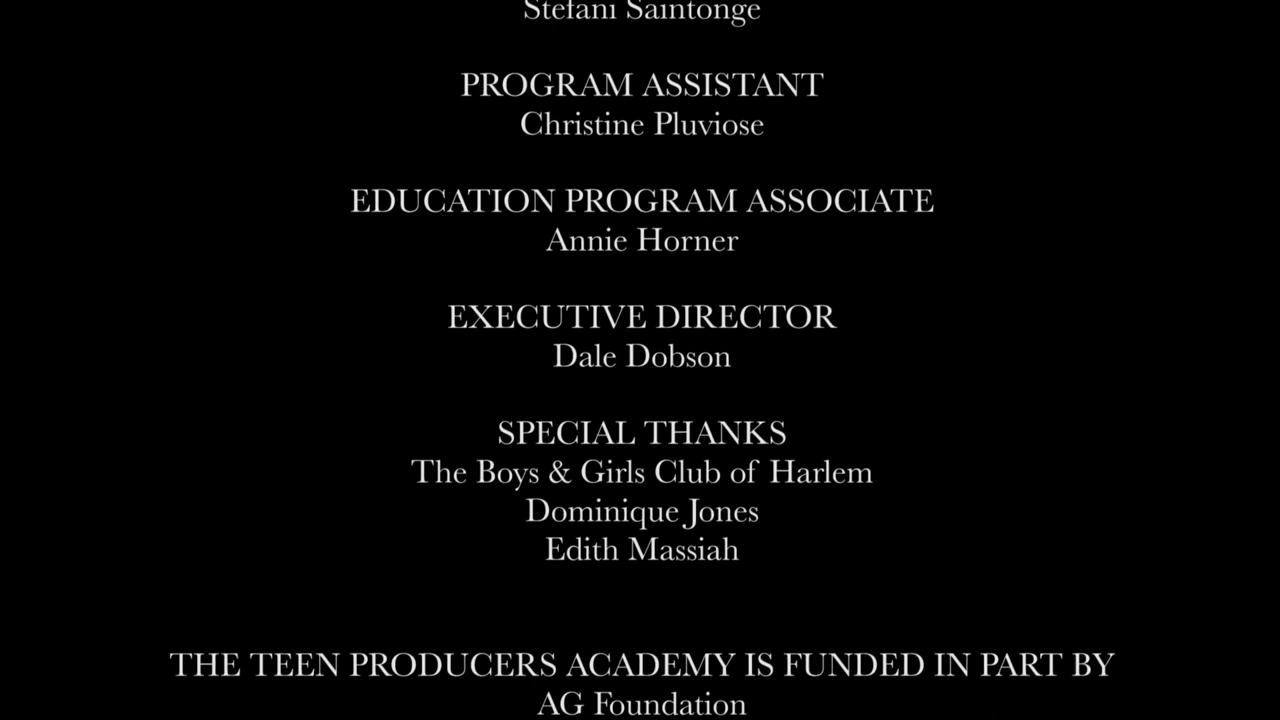 Stefani Saintonge
PROGRAM ASSISTANT
Christine Pluviose
EDUCATION PROGRAM ASSOCIATE
Annie Horner
EXECUTIVE DIRECTOR
Dale Dobson
SPECIAL THANKS
The Boys & Girls Club of Harlem
Dominique Jones
Edith Massiah
THE TEEN PRODUCERS ACADEMY IS FUNDED IN PART BY
AG Foundation